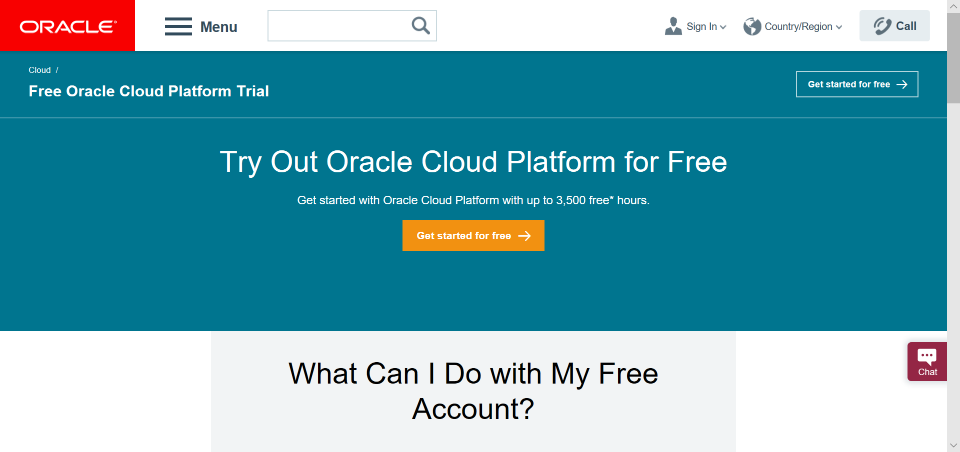 ORACLE
Menu
Sign In
Country/Region
Call
Cloud /
Free Oracle Cloud Platform Trial
Get started for free
Try Out Oracle Cloud Platform for Free
Get started with Oracle Cloud Platform with up to 3,500 free* hours.
Get started for free
Chat
What Can I Do with My Free
Account?